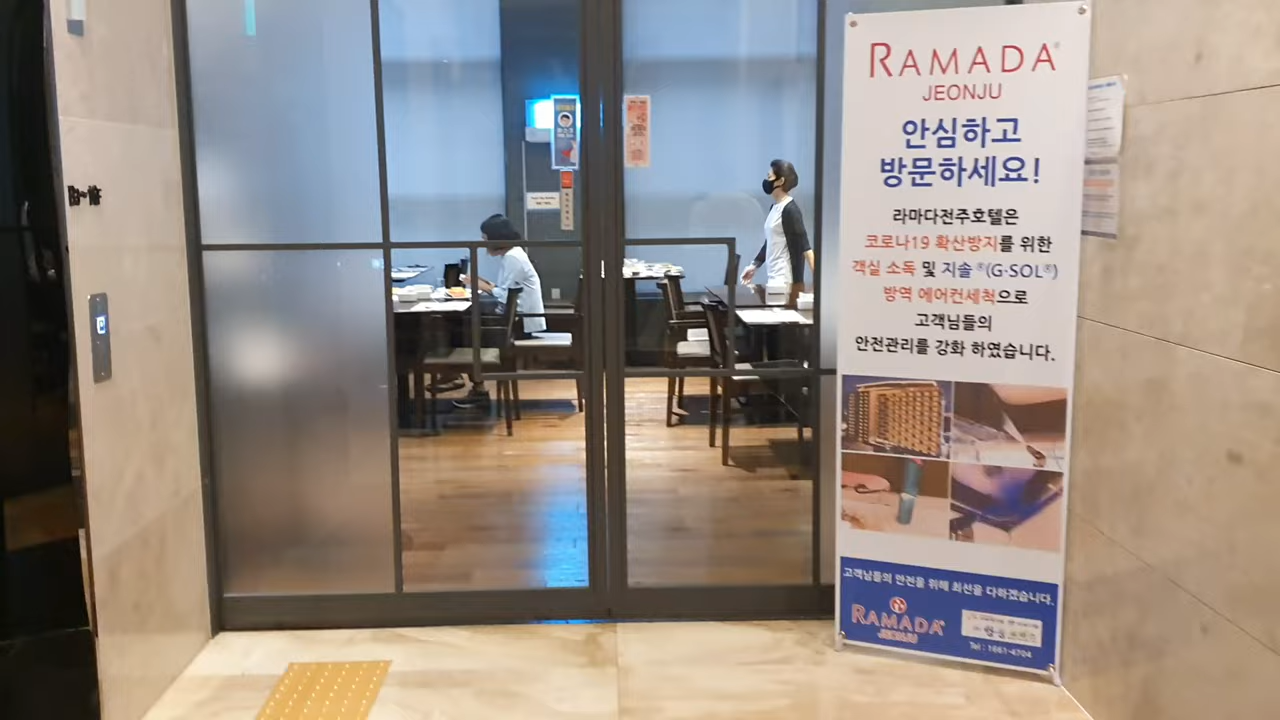 RAMADA®
JEONJU
안심하고
방문하세요!
라마다전주호텔은
코로나19 확산방지를 위한
객실 소독 및 지솔®(G·SOL®)
방역 에어컨세척으로
고객님들의
안전관리를 강화 하였습니다.
고객님들의 안전을 위해 최선을 다하겠습니다.
RAMADA
JEONJU
Tel : 1661-4704